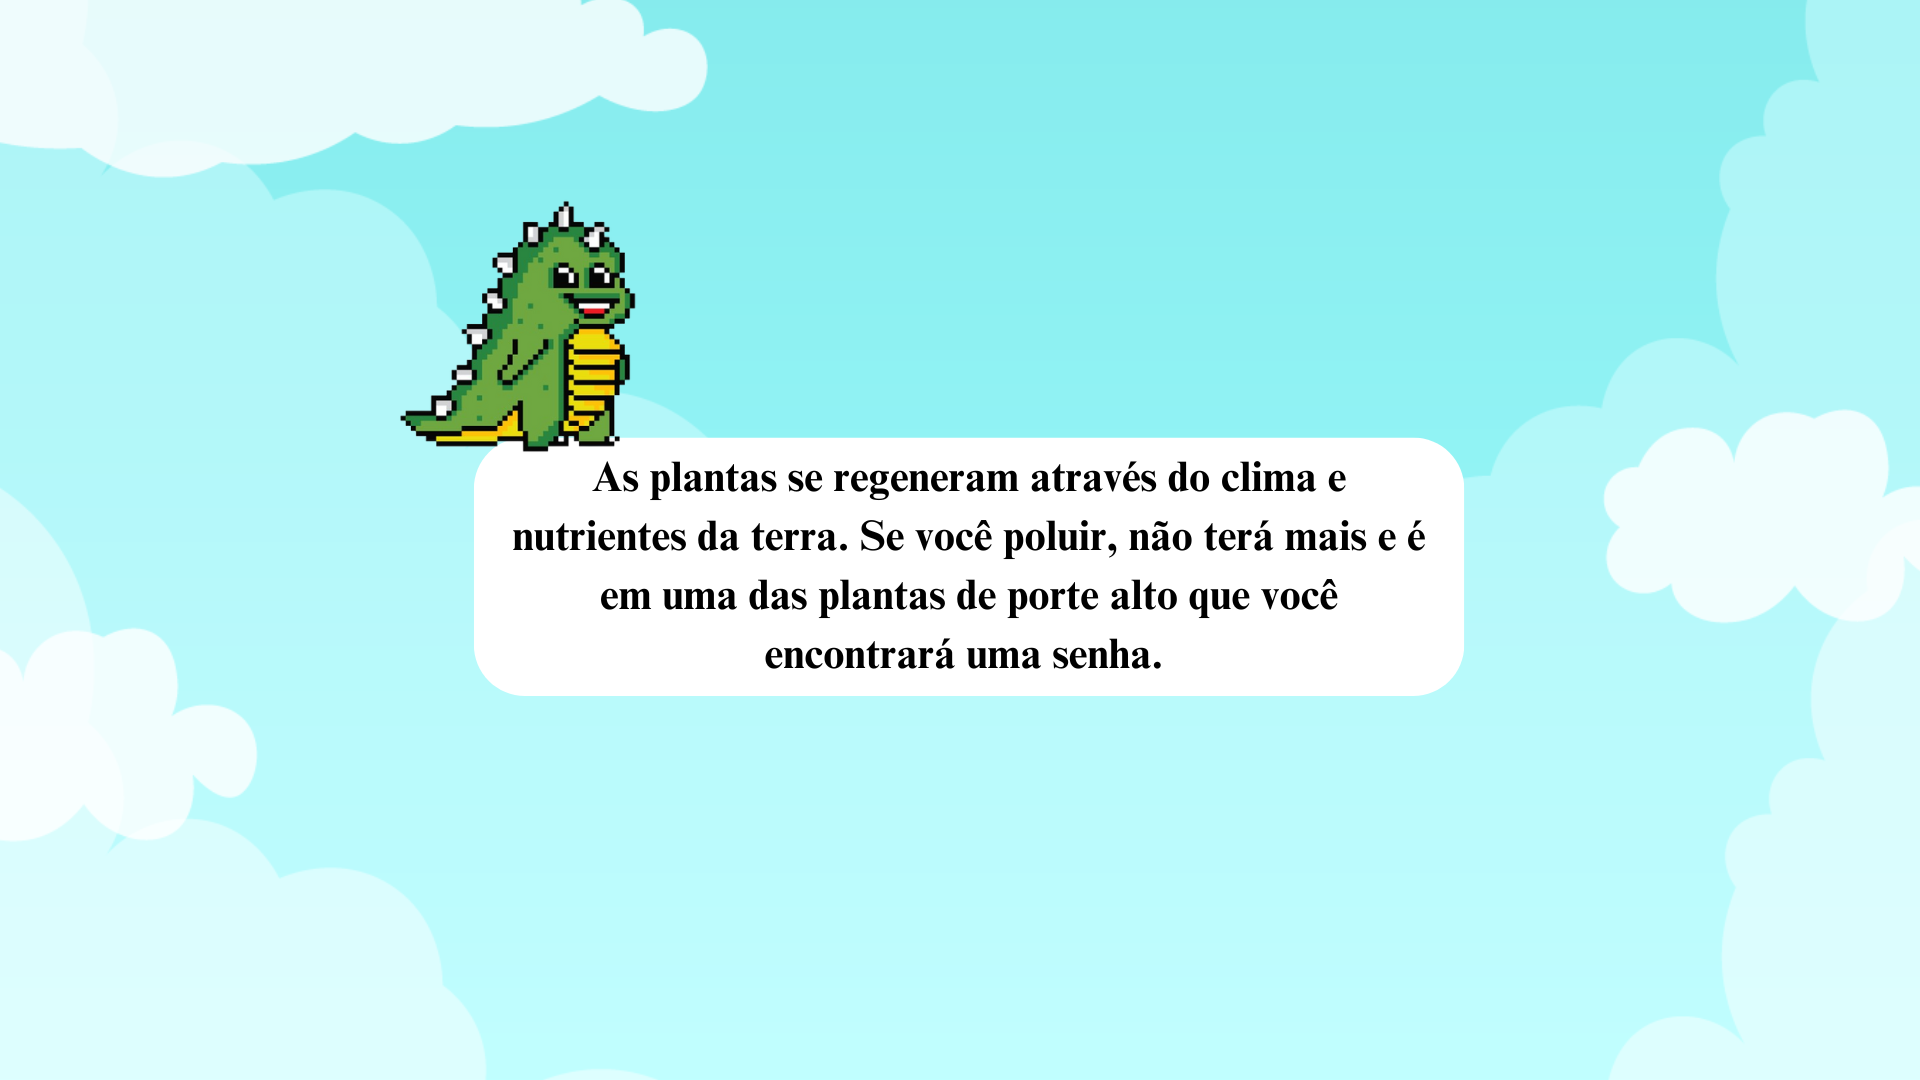 As plantas se regeneram através do clima e
nutrientes da terra. Se você poluir, não terá mais e é
em uma das plantas de porte alto que você
encontrará uma senha.